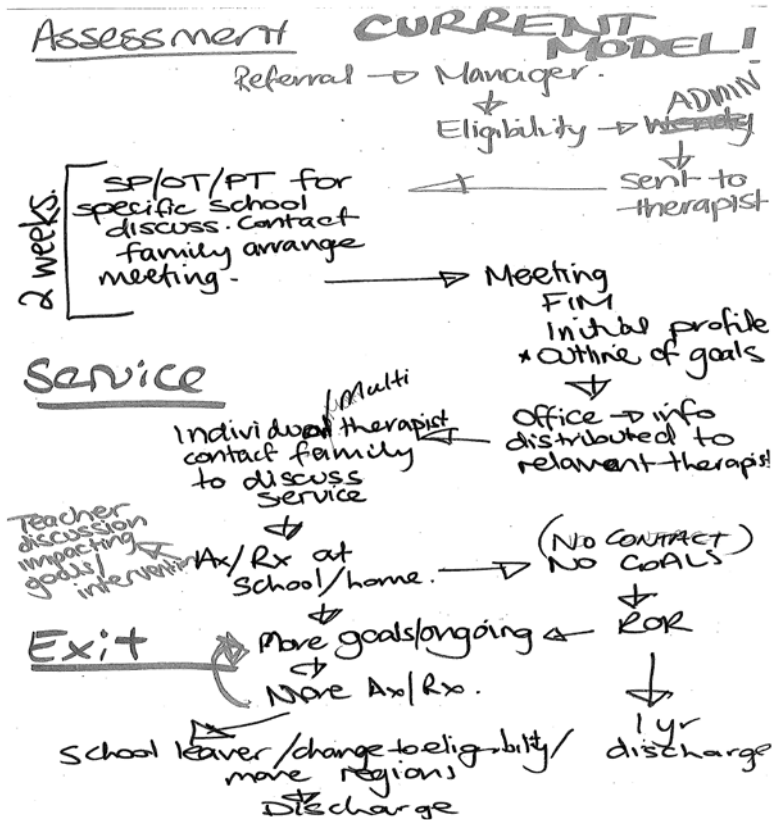 Assessment
CURRENT
MODEL!
Referral → Manager.
ADMIN
Eligibility →
sent to
therapist
2 weeks.
SP/OT/PT for
specific school
discuss. Contact
family arrange
meeting.
Meeting
FIM
Initial profile
* outline of goals
Service
Office → info
distributed to
relavant therapist
/Multi
Individual therapist
contact family
to discuss
service
Teacher
discussion
impacting
goals/
intervention
Ax/Rx at
school/home.
(NO CONTACT)
NO GOALS
ROR
Exit
More goals/ongoing
More Ax/Rx.
1 yr
discharge
School leaver/change to eligibility/
move regions
Discharge